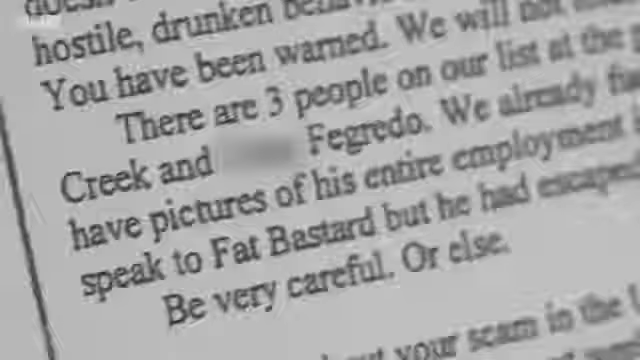 hostile, drunken
You have been warned. We will not
There are 3 people on our list at the
Creek and Fegredo. We already
have pictures of his entire employment
speak to Fat Bastard but he had escaped
Be very careful. Or else.
your scam in the